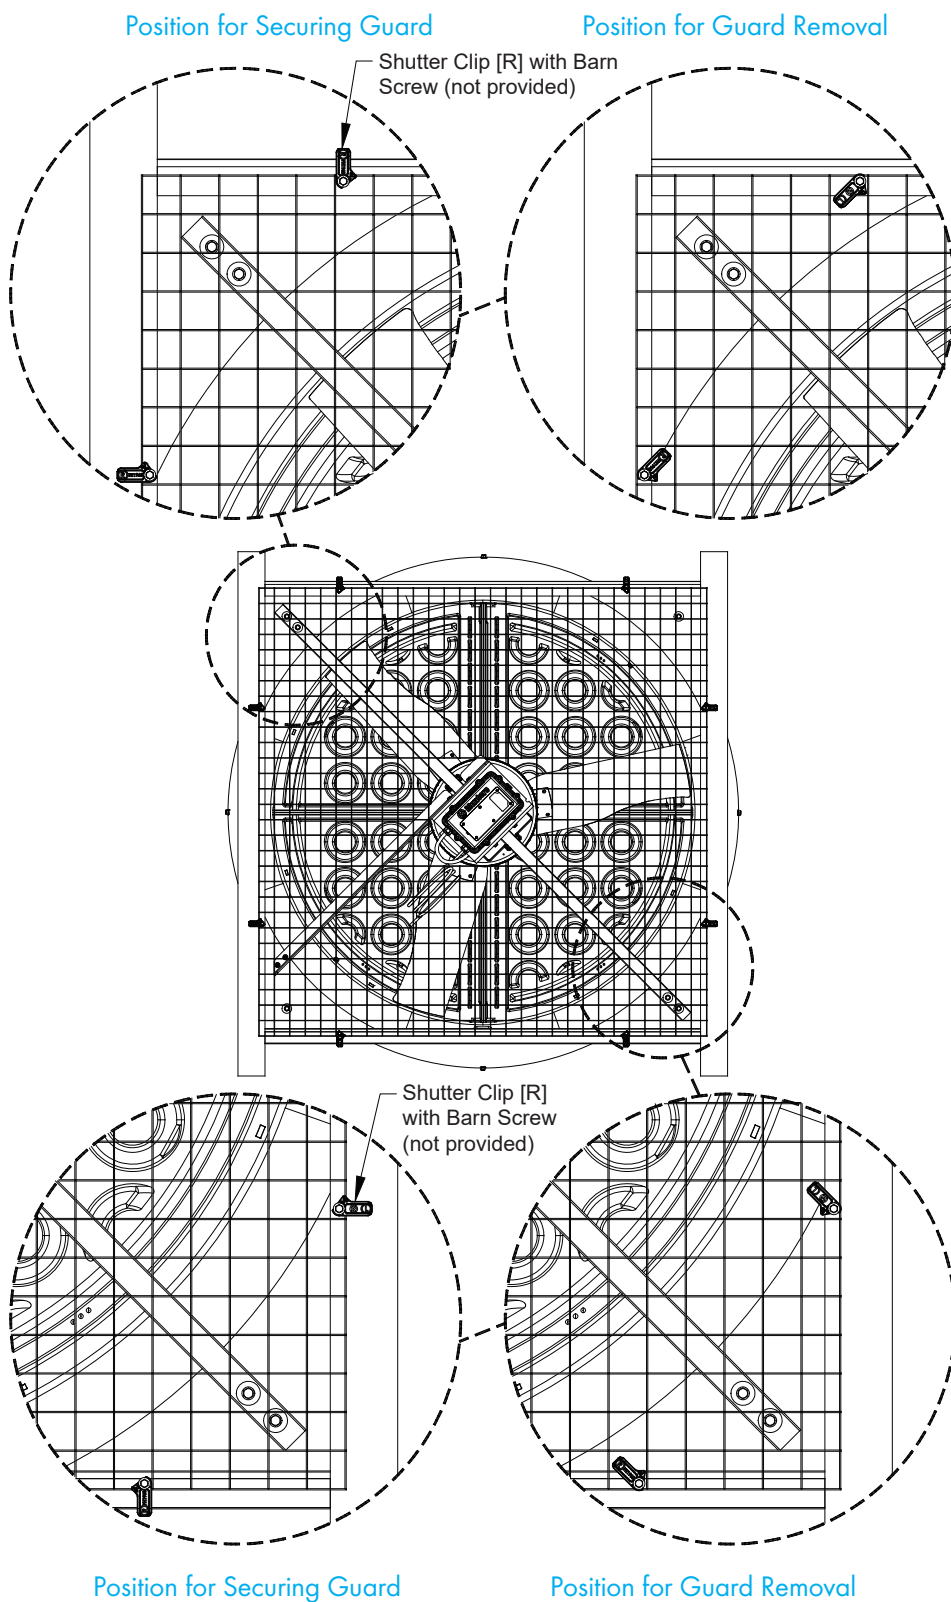 Position for Securing Guard
Position for Guard Removal
Shutter Clip [R] with Barn
Screw (not provided)
Shutter Clip [R]
with Barn Screw
(not provided)
Position for Securing Guard
Position for Guard Removal